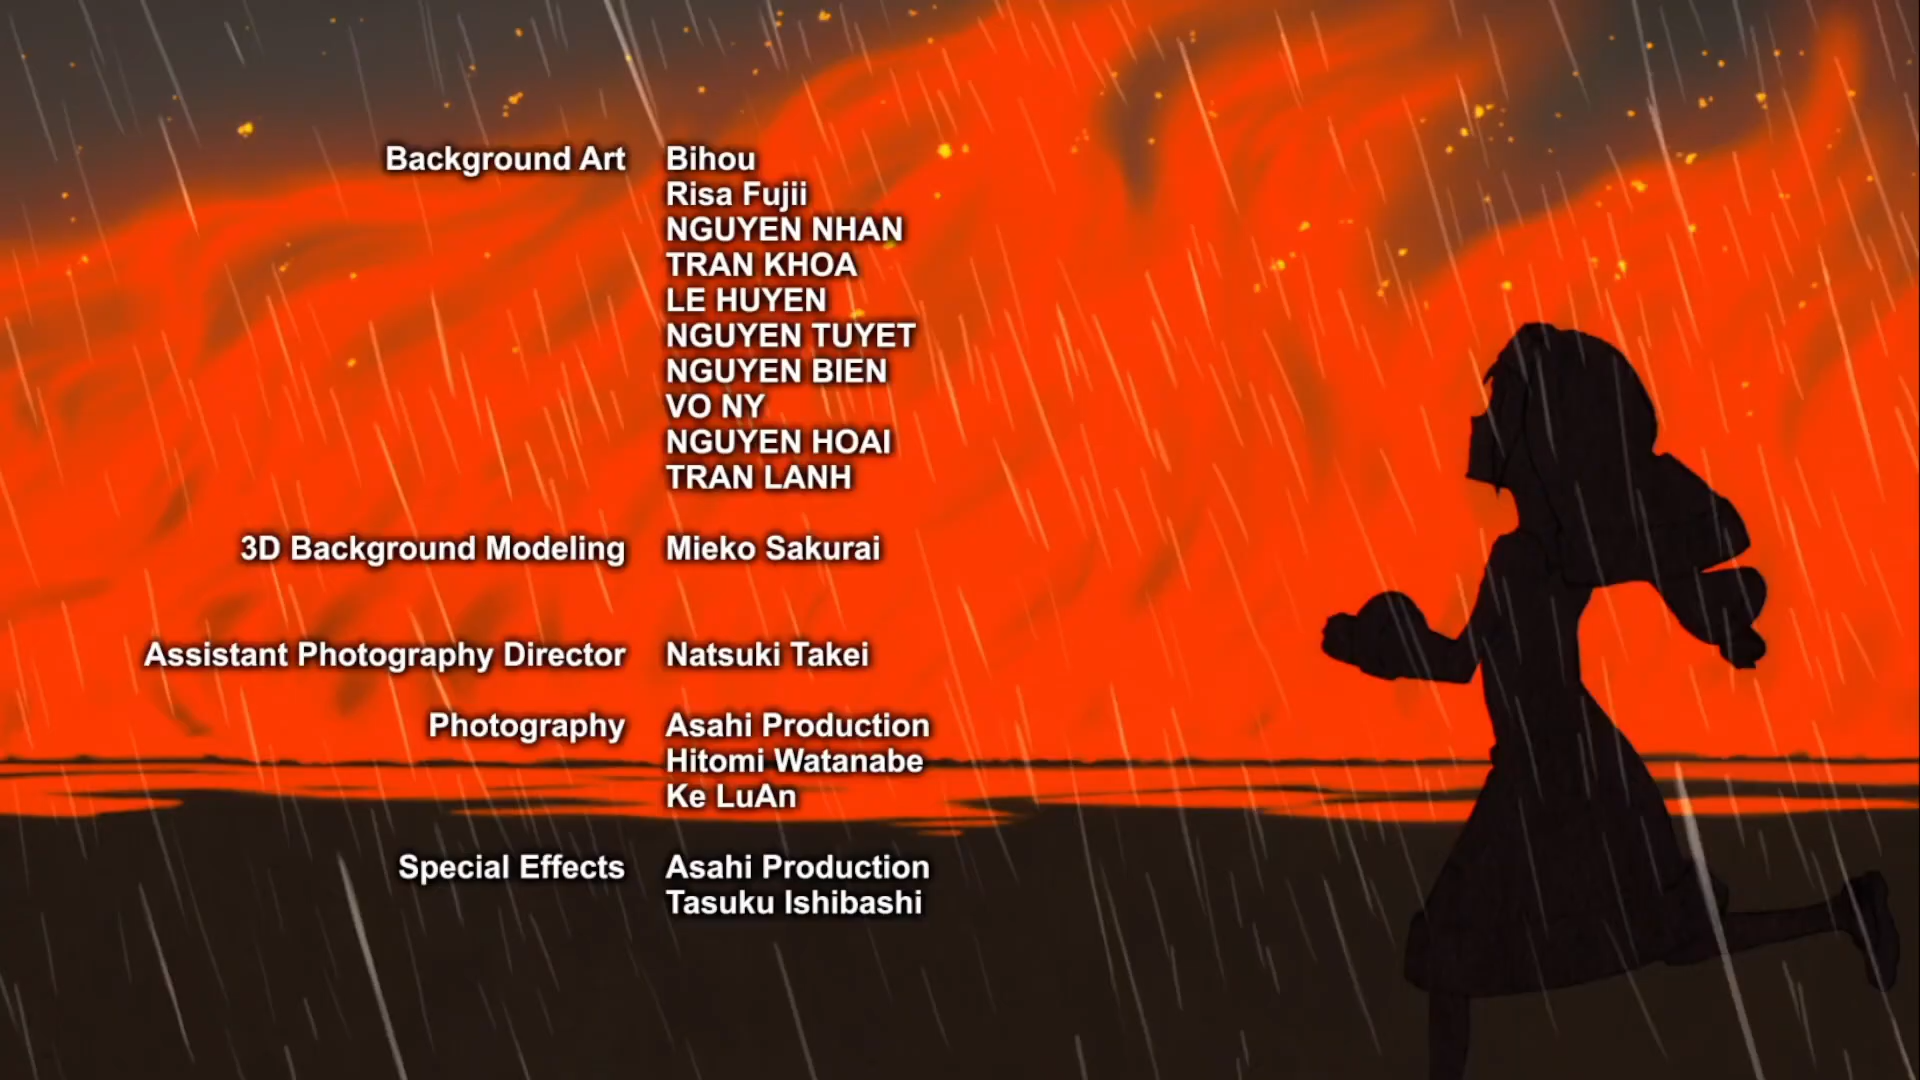 Background Art Bihou
Risa Fujii
NGUYEN NHAN
TRAN KHOA
LE HUYEN
NGUYEN TUYET
NGUYEN BIEN
VO NY
NGUYEN HOAI
TRAN LANH
3D Background Modeling Mieko Sakurai
Assistant Photography Director Natsuki Takei
Photography Asahi Production
Hitomi Watanabe
Ke LuAn
Special Effects Asahi Production
Tasuku Ishibashi